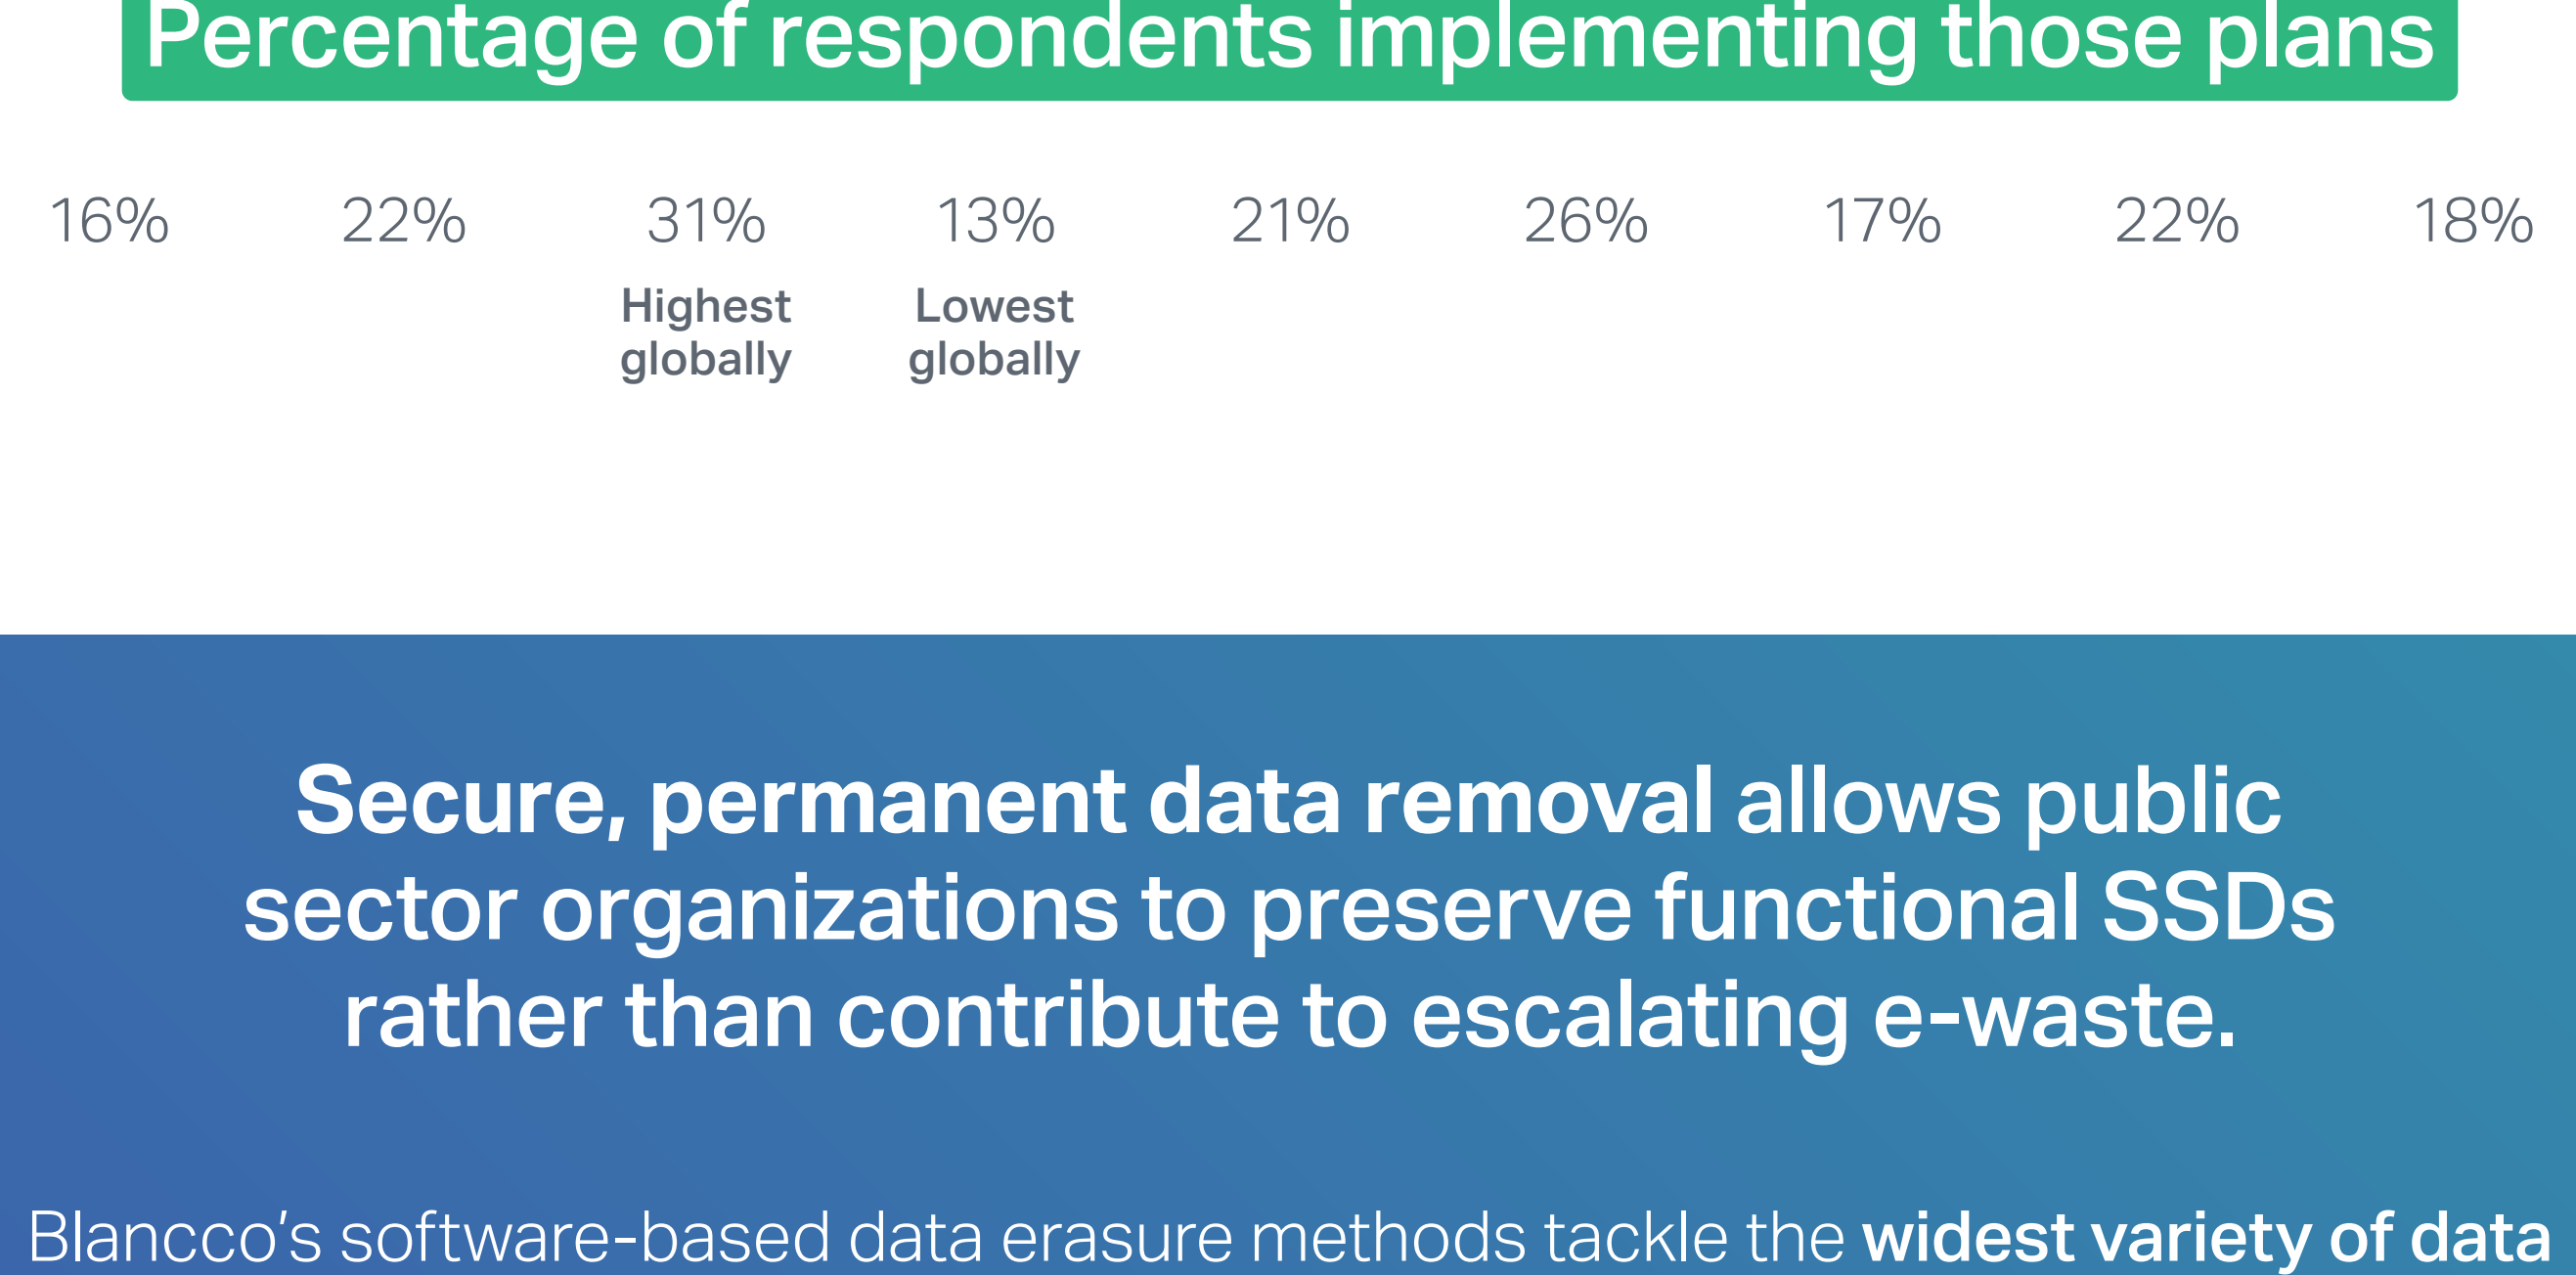 Percentage of respondents implementing those plans
16% 22% 31% 13% 21% 26% 17% 22% 18%
Highest globally
Lowest globally
Secure, permanent data removal allows public
sector organizations to preserve functional SSDs
rather than contribute to escalating e-waste.
Blancco’s software-based data erasure methods tackle the widest variety of data